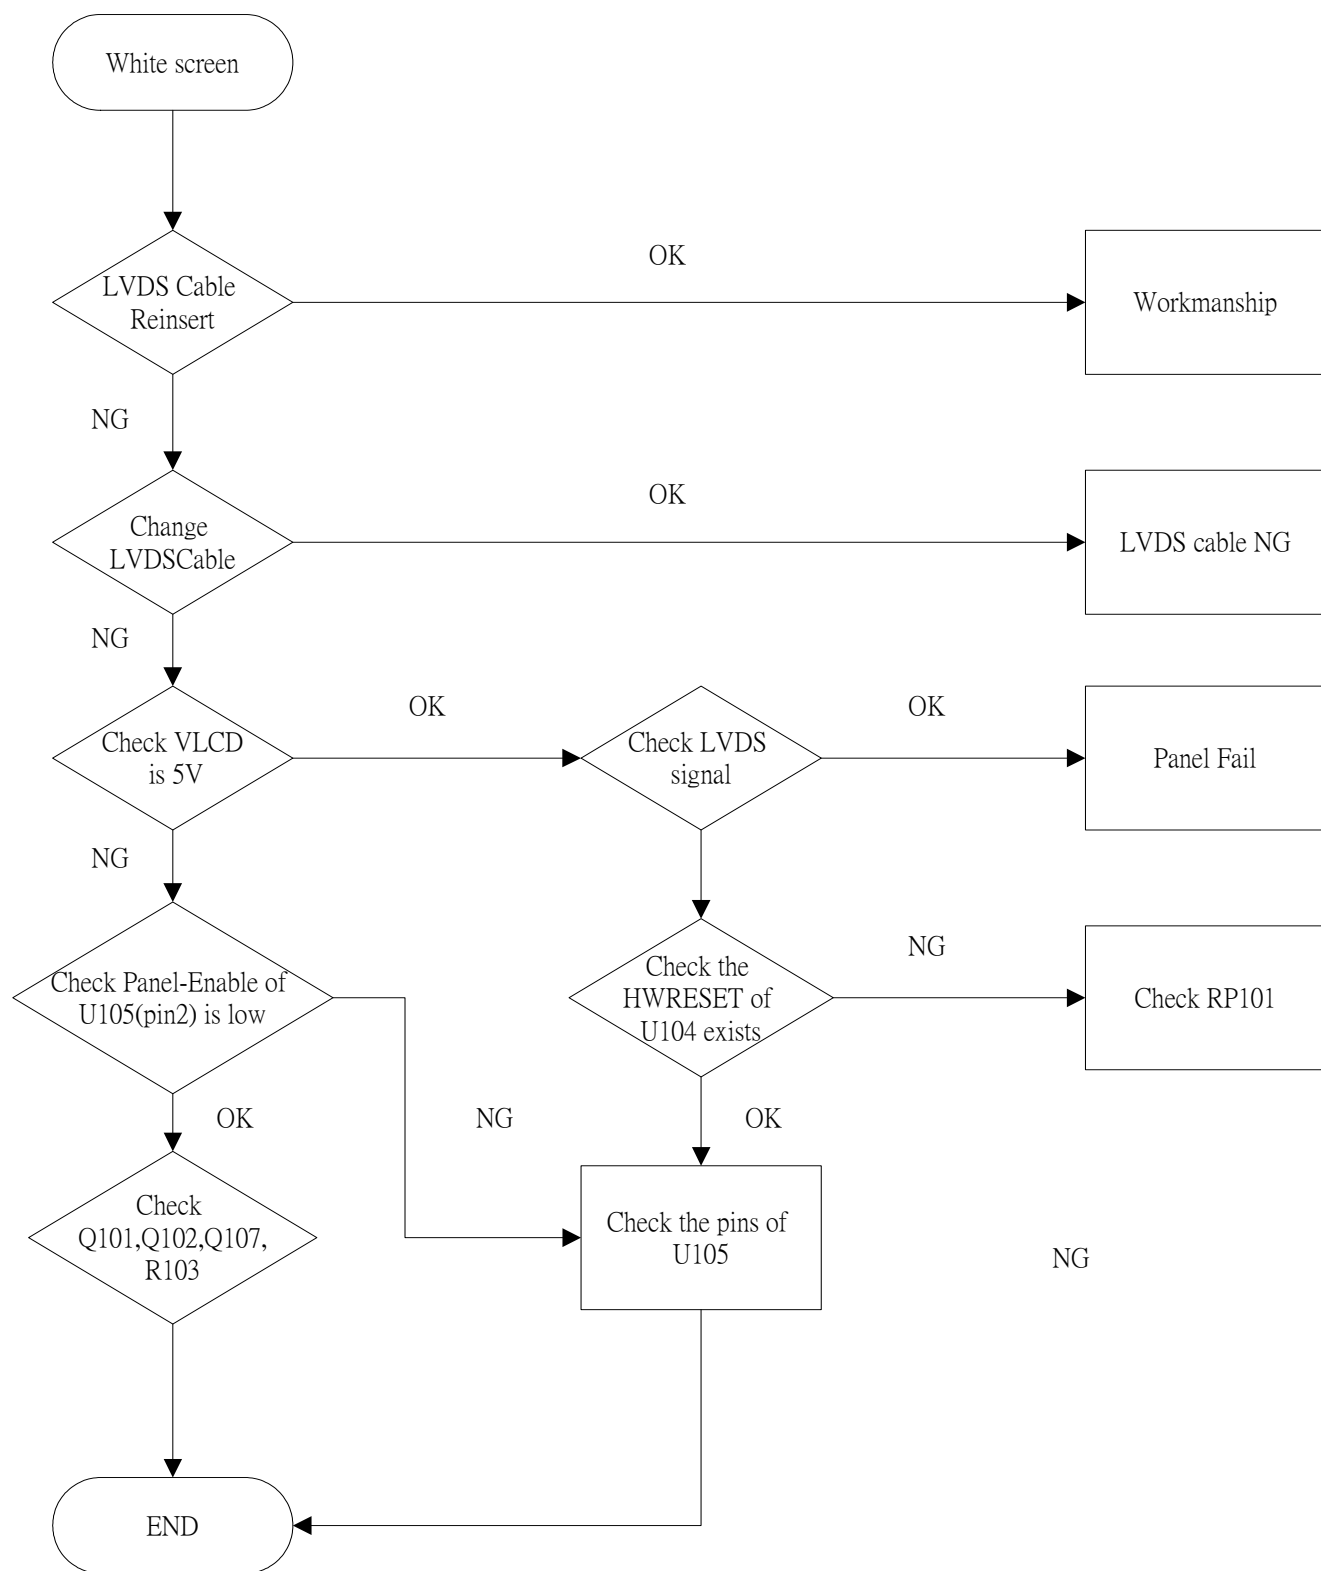 White screen
OK
LVDS Cable
Reinsert
Workmanship
NG
OK
Change
LVDSCable
LVDS cable NG
NG
OK
OK
Check VLCD
is 5V
Check LVDS
signal
Panel Fail
NG
NG
Check Panel-Enable of
U105(pin2) is low
Check the
HWRESET of
U104 exists
Check RP101
OK
NG
OK
Check
Q101,Q102,Q107,
R103
Check the pins of
U105
NG
END